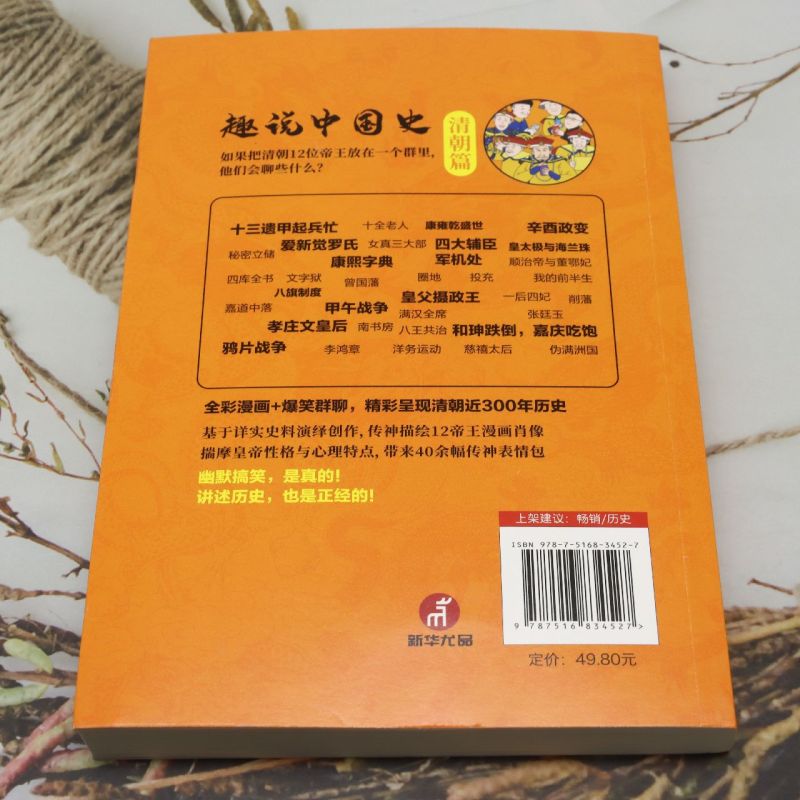 趣说中国史 清朝篇
如果把清朝12位帝王放在一个群里，
他们会聊些什么？
十三遗甲起兵忙 十全老人 康雍乾盛世 辛酉政变
秘密立储 爱新觉罗氏 女真三大部 四大辅臣 皇太极与海兰珠
康熙字典 军机处 顺治帝与董鄂妃
四库全书 文字狱 曾国藩 圈地 投充 我的前半生
八旗制度 皇父摄政王 一后四妃 削藩
嘉道中落 甲午战争 满汉全席 张廷玉
孝庄文皇后 南书房 八王共治 和珅跌倒，嘉庆吃饱
鸦片战争 李鸿章 洋务运动 慈禧太后 伪满洲国
全彩漫画+爆笑群聊，精彩呈现清朝近300年历史
基于详实史料演绎创作，传神描绘12帝王漫画肖像
揣摩皇帝性格与心理特点，带来40余幅传神表情包
幽默搞笑，是真的！
讲述历史，也是正经的！
上架建议：畅销/历史
ISBN 978-7-5168-3452-7
9 787516 834527>
新华尤品
定价：49.80元